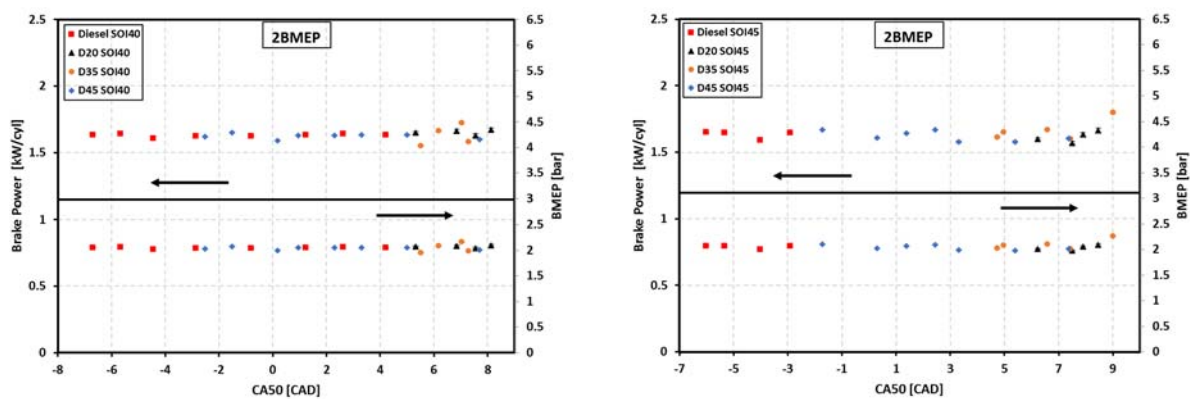 2BMEP
Diesel SOI40
D20 SOI40
D35 SOI40
D45 SOI40
Brake Power [kW/cyl]
2.5
2
1.5
1
0.5
0
BMEP [bar]
6.5
6
5.5
5
4.5
4
3.5
3
2.5
2
1.5
1
0.5
0
-8 -6 -4 -2 0 2 4 6 8
CA50 [CAD]
2BMEP
Diesel SOI45
D20 SOI45
D35 SOI45
D45 SOI45
Brake Power [kW/cyl]
2.5
2
1.5
1
0.5
0
BMEP [bar]
6.5
6
5.5
5
4.5
4
3.5
3
2.5
2
1.5
1
0.5
0
-7 -5 -3 -1 1 3 5 7 9
CA50 [CAD]